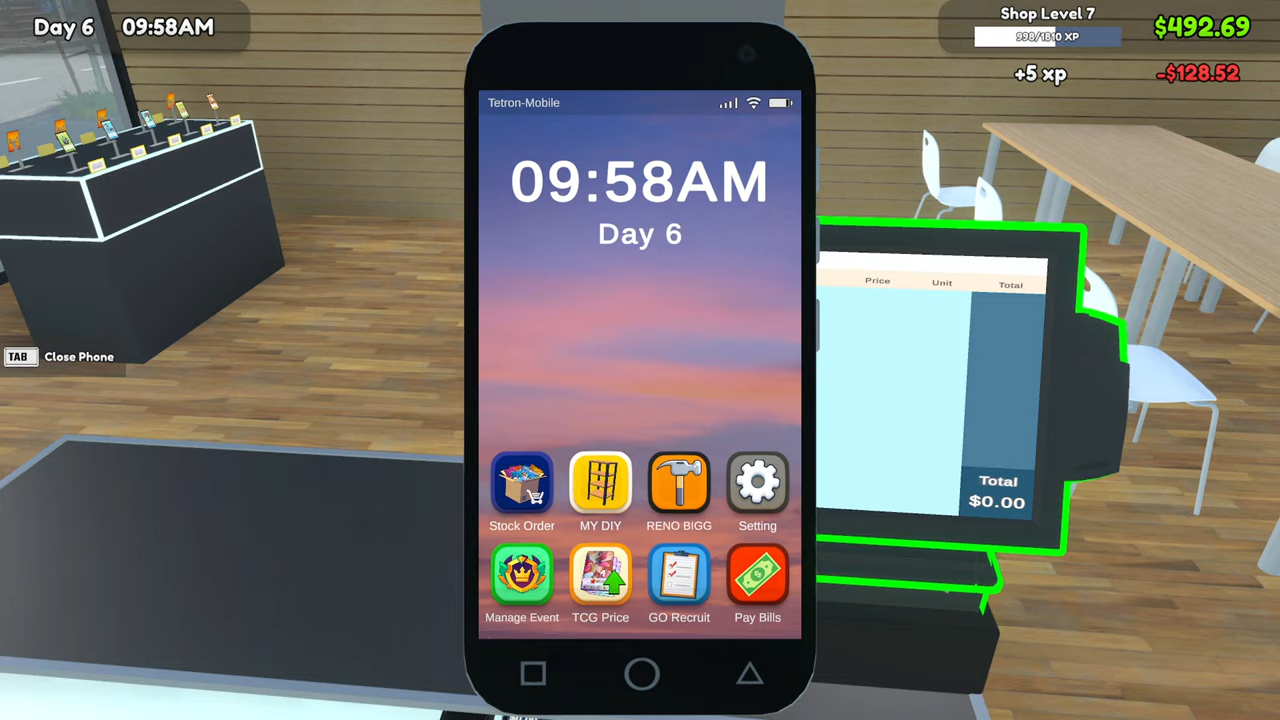 Day 6 09:58AM
Shop Level 7
998/1810 XP
$492.69
+5 xp
-$128.52
TAB Close Phone
Tetron-Mobile
09:58AM
Day 6
Stock Order MY DIY RENO BIGG Setting
Manage Event TCG Price GO Recruit Pay Bills
Price Unit Total
Total
$0.00